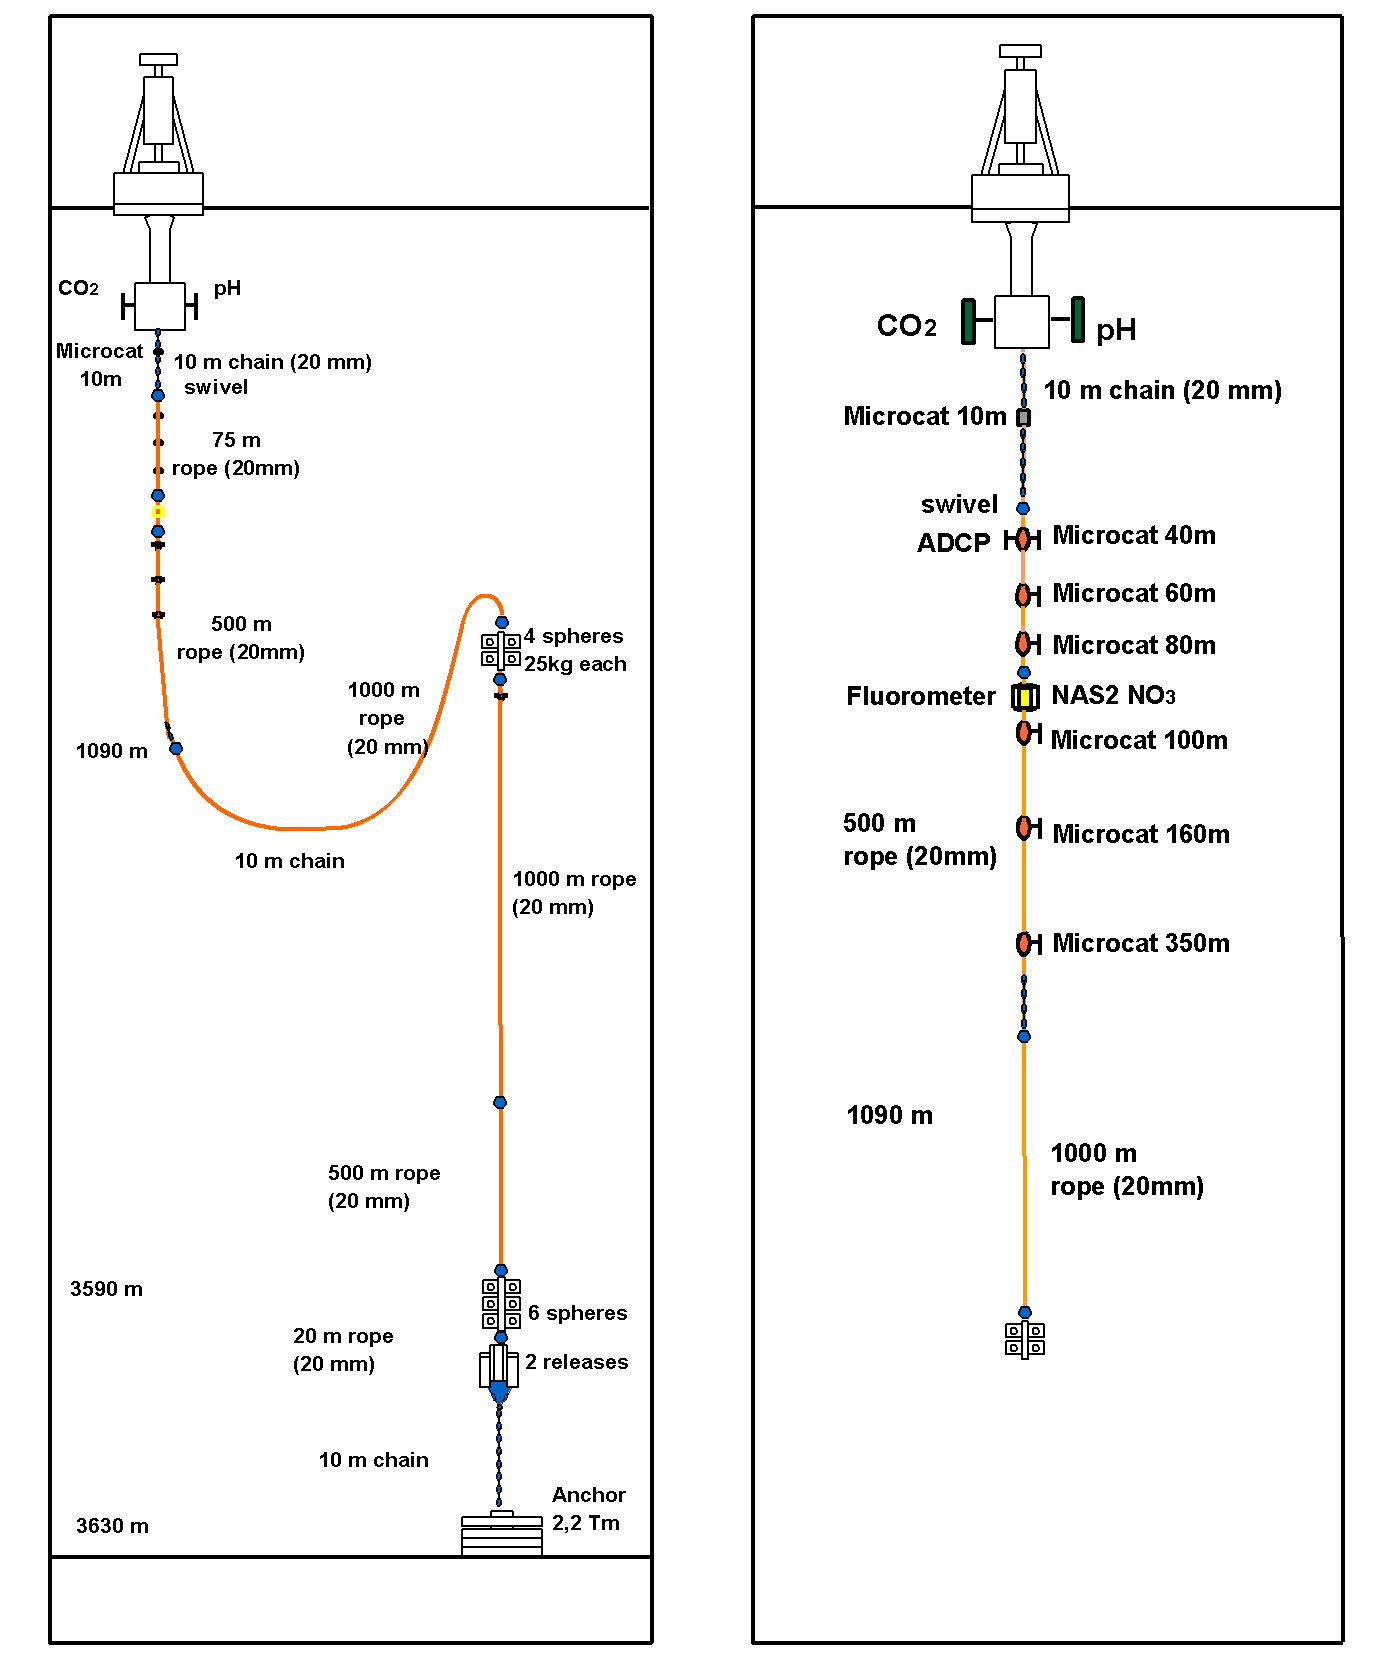 CO2
pH
Microcat
10m
10 m chain (20 mm)
swivel
75 m
rope (20mm)
500 m
rope (20mm)
1000 m
rope
(20 mm)
4 spheres
25kg each
1090 m
10 m chain
1000 m rope
(20 mm)
500 m rope
(20 mm)
3590 m
6 spheres
20 m rope
(20 mm)
2 releases
10 m chain
Anchor
2,2 Tm
3630 m
CO2
pH
10 m chain (20 mm)
Microcat 10m
swivel
ADCP
Microcat 40m
Microcat 60m
Microcat 80m
Fluorometer
NAS2 NO3
Microcat 100m
500 m
rope (20mm)
Microcat 160m
Microcat 350m
1090 m
1000 m
rope (20mm)